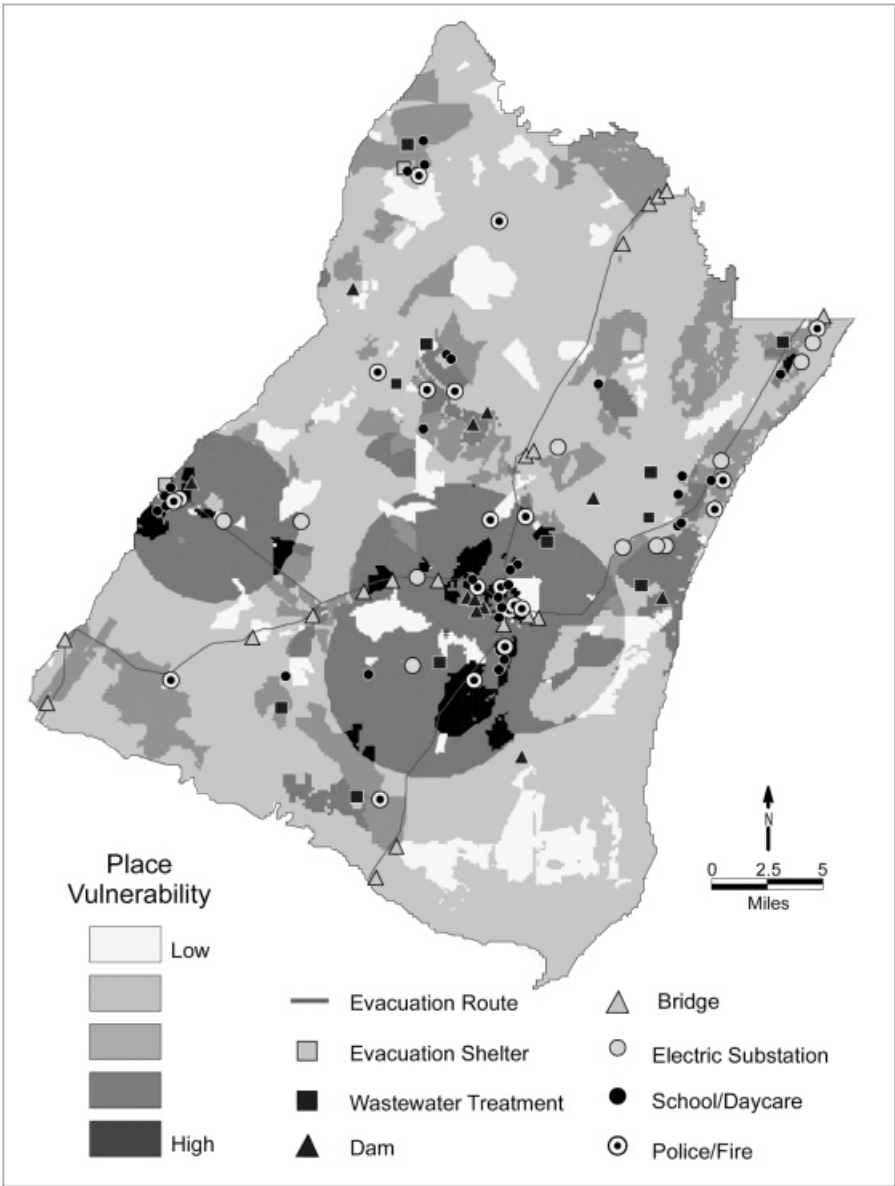 N
0 2.5 5
Miles
Place
Vulnerability
Low
High
Evacuation Route
Evacuation Shelter
Wastewater Treatment
Dam
Bridge
Electric Substation
School/Daycare
Police/Fire